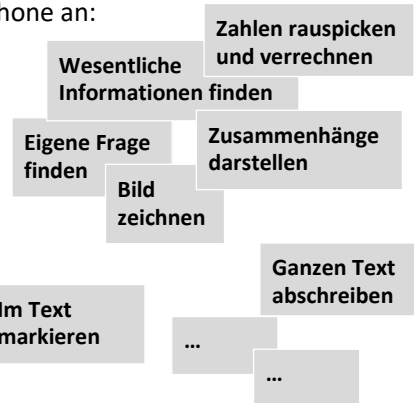 hone an:
Zahlen rauspicken
und verrechnen
Wesentliche
Informationen finden
Eigene Frage
finden
Zusammenhänge
darstellen
Bild
zeichnen
Ganzen Text
abschreiben
Im Text
markieren
...
...